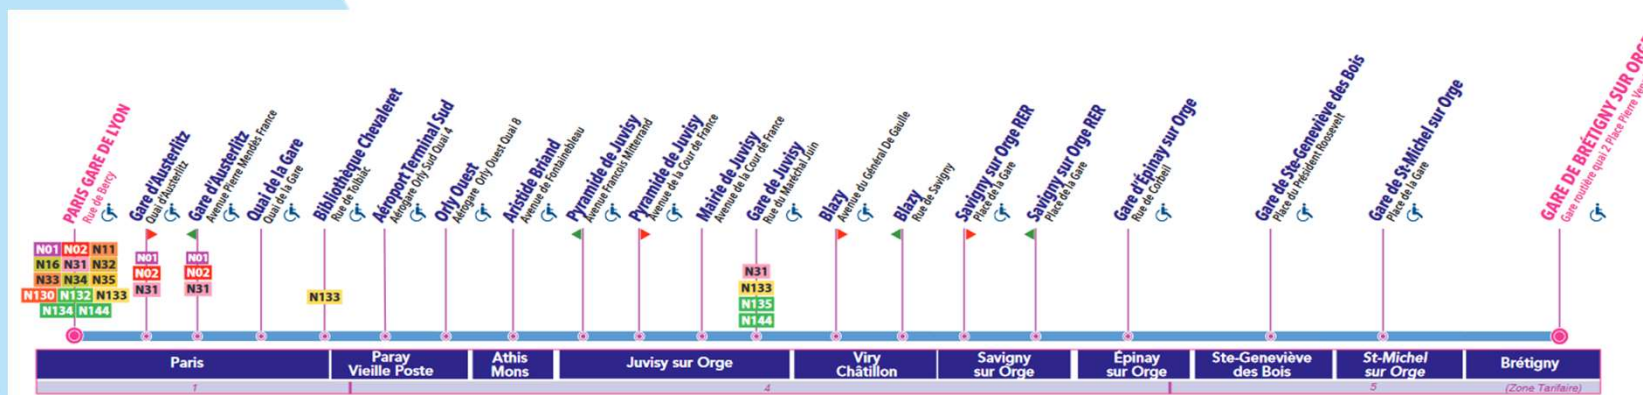 PARIS GARE DE LYON
Rue de Bercy
Gare d'Austerlitz
Quai d'Austerlitz
Gare d'Austerlitz
Avenue Pierre Mendès France
Quai de la Gare
Quai de la Gare
Bibliothèque Chevaleret
Rue de Tolbiac
Aéroport Terminal Sud
Aérogare Orly Sud Quai 4
Orly Ouest
Aérogare Orly Ouest Quai 8
Aristide Briand
Avenue de Fontainebleau
Pyramide de Juvisy
Avenue Francois Mitterrand
Pyramide de Juvisy
Avenue de la Cour de France
Mairie de Juvisy
Avenue de la Cour de France
Gare de Juvisy
Rue du Maréchal Juin
Blazy
Avenue du Général De Gaulle
Blazy
Rue de Savigny
Savigny sur Orge RER
Place de la Gare
Savigny sur Orge RER
Place de la Gare
Gare d'Épinay sur Orge
Rue de Corbeil
Gare de Ste-Geneviève des Bois
Place du Président Roosevelt
Gare de St-Michel sur Orge
Place de la Gare
GARE DE BRÉTIGNY SUR ORGE
Gare routière quai 2 Place Pierre
N01 N02 N11
N16 N31 N32
N33 N34 N35
N130 N132 N133
N134 N144
N01
N02
N31
N01
N02
N31
N133
N31
N133
N135
N144
Paris
Paray
Vieille Poste
Athis
Mons
Juvisy sur Orge
Viry
Châtillon
Savigny
sur Orge
Épinay
sur Orge
Ste-Geneviève
des Bois
St-Michel
sur Orge
Brétigny
1
4
5
(Zone Tarifaire)